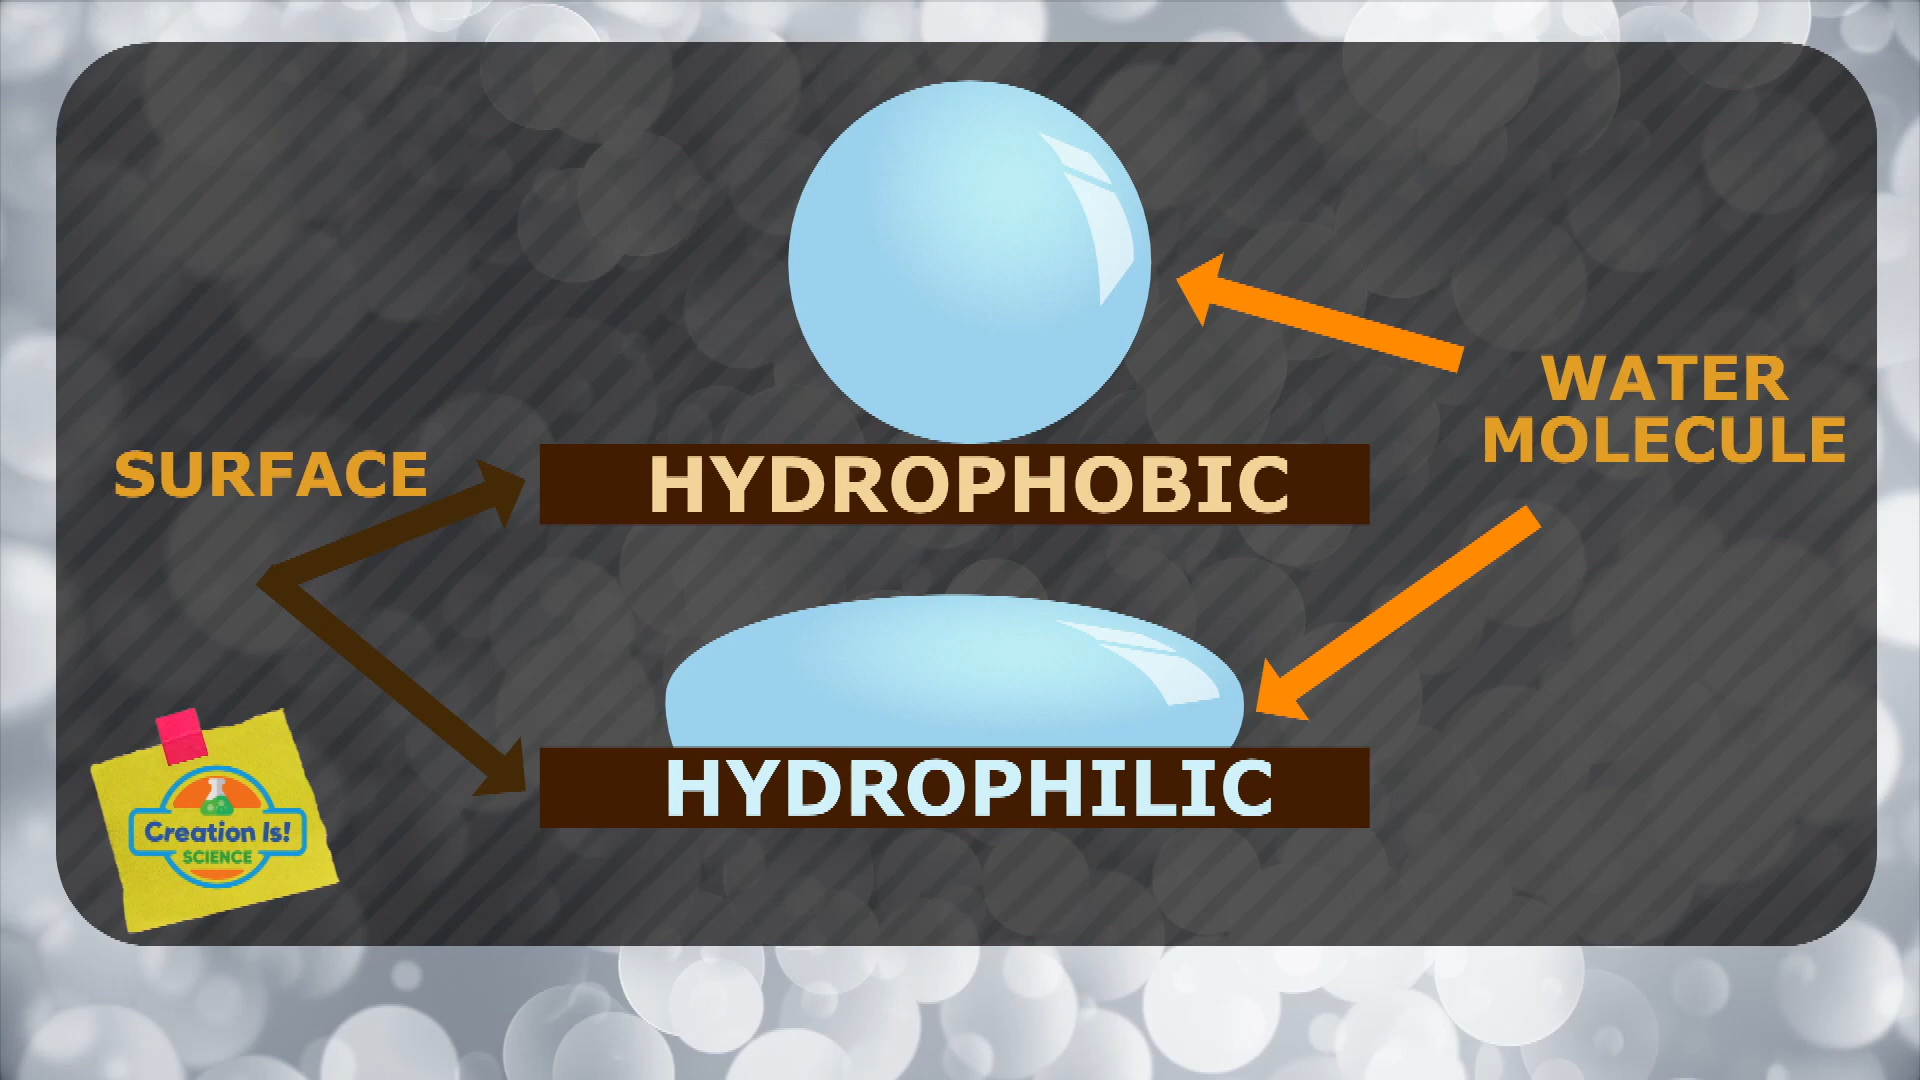 WATER
MOLECULE
SURFACE
HYDROPHOBIC
HYDROPHILIC
Creation Is!
SCIENCE